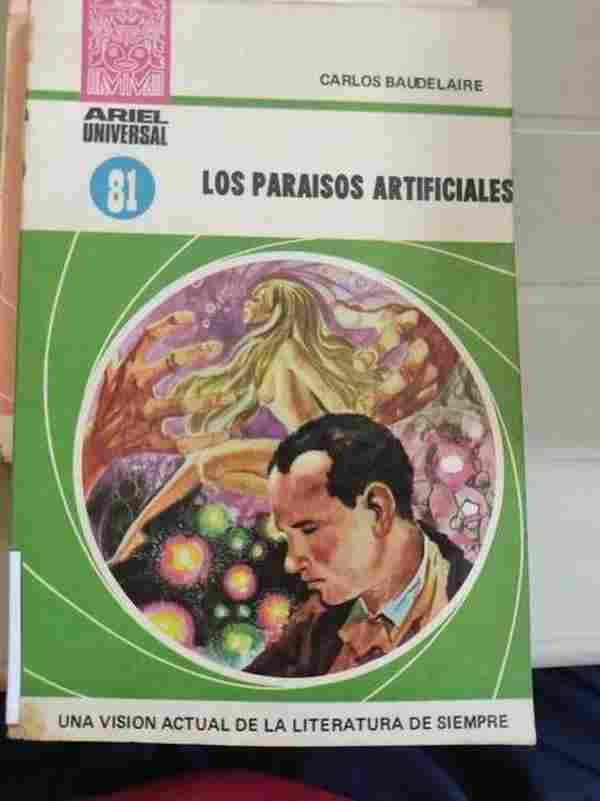 CARLOS BAUDELAIRE
ARIEL
UNIVERSAL
81
LOS PARAISOS ARTIFICIALES
UNA VISION ACTUAL DE LA LITERATURA DE SIEMPRE